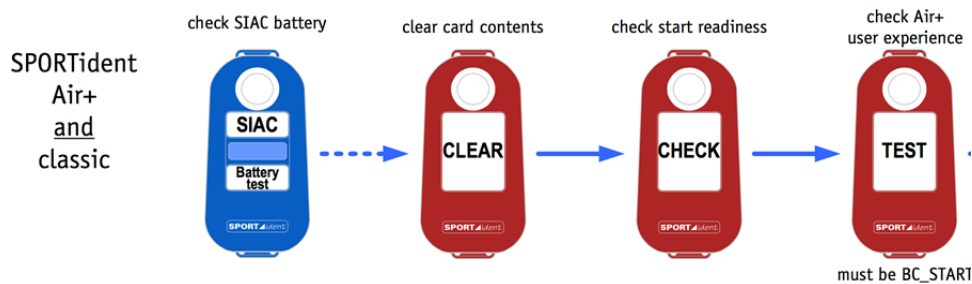 SPORTident
Air+
and
classic
check SIAC battery
SIAC
Battery
test
SPORTident
clear card contents
CLEAR
SPORTident
check start readiness
CHECK
SPORTident
check Air+
user experience
TEST
SPORTident
must be BC_START